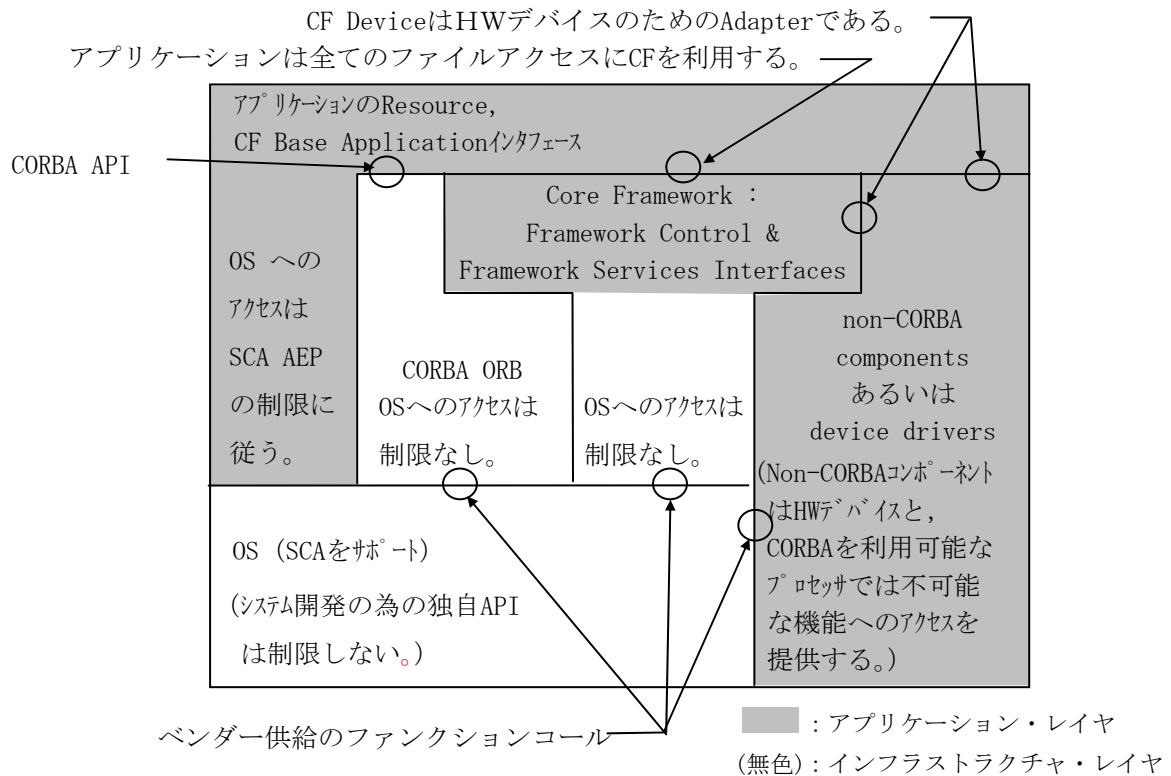 CF DeviceはHWデバイスのためのAdapterである。
アプリケーションは全てのファイルアクセスにCFを利用する。
アプリケーションのResource,
CF Base Applicationインタフェース
CORBA API
Core Framework :
Framework Control &
Framework Services Interfaces
OS への
アクセスは
SCA AEP
の制限に
従う。
CORBA ORB
OSへのアクセスは
制限なし。
OSへのアクセスは
制限なし。
non-CORBA
components
あるいは
device drivers
(Non-CORBAコンポーネント
はHWデバイスと,
CORBAを利用可能な
プロセッサでは不可能
な機能へのアクセスを
提供する。)
OS (SCAをサポート)
(システム開発の為の独自API
は制限しない。)
ベンダー供給のファンクションコール
:アプリケーション・レイヤ
(無色):インフラストラクチャ・レイヤ